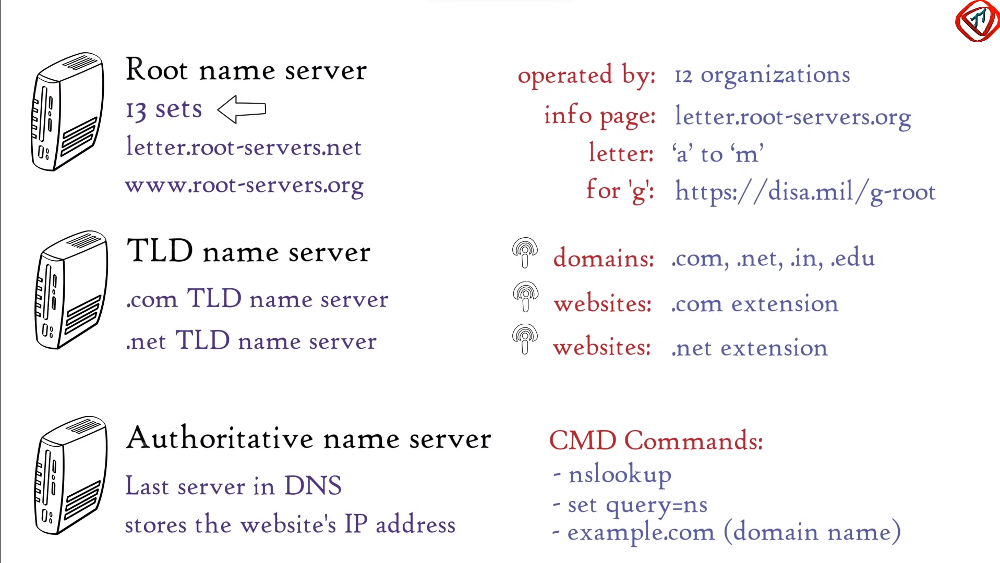 Root name server
13 sets
letter.root-servers.net
www.root-servers.org
operated by: 12 organizations
info page: letter.root-servers.org
letter: ‘a’ to ‘m’
for 'g': https://disa.mil/g-root
TLD name server
.com TLD name server
.net TLD name server
domains: .com, .net, .in, .edu
websites: .com extension
websites: .net extension
Authoritative name server
Last server in DNS
stores the website's IP address
CMD Commands:
- nslookup
- set query=ns
- example.com (domain name)